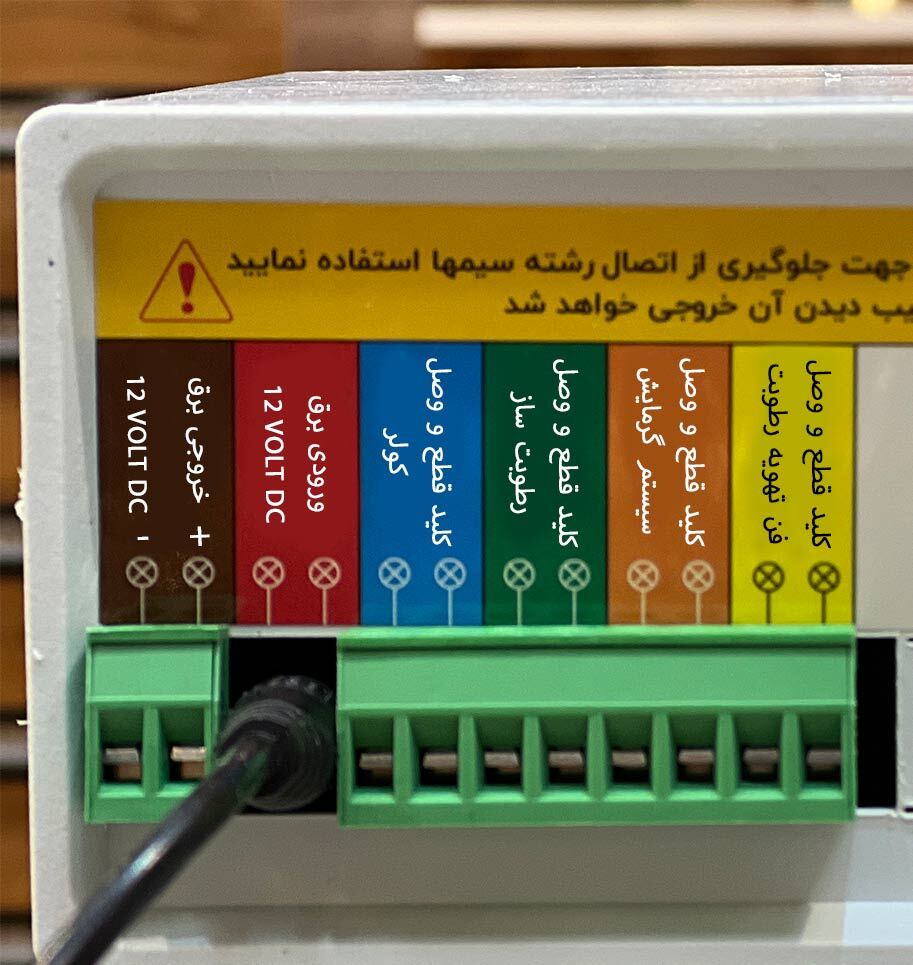 جهت جلوگیری از اتصال رشته سیمها استفاده نمایید
دیدن آن خروجی خواهد شد
کلید قطع و وصل
فن تهویه رطوبت
کلید قطع و وصل
سیستم گرمایش
کلید قطع و وصل
رطوبت ساز
کلید قطع و وصل
کولر
ورودی برق
12 VOLT DC
خروجی برق +
12 VOLT DC -